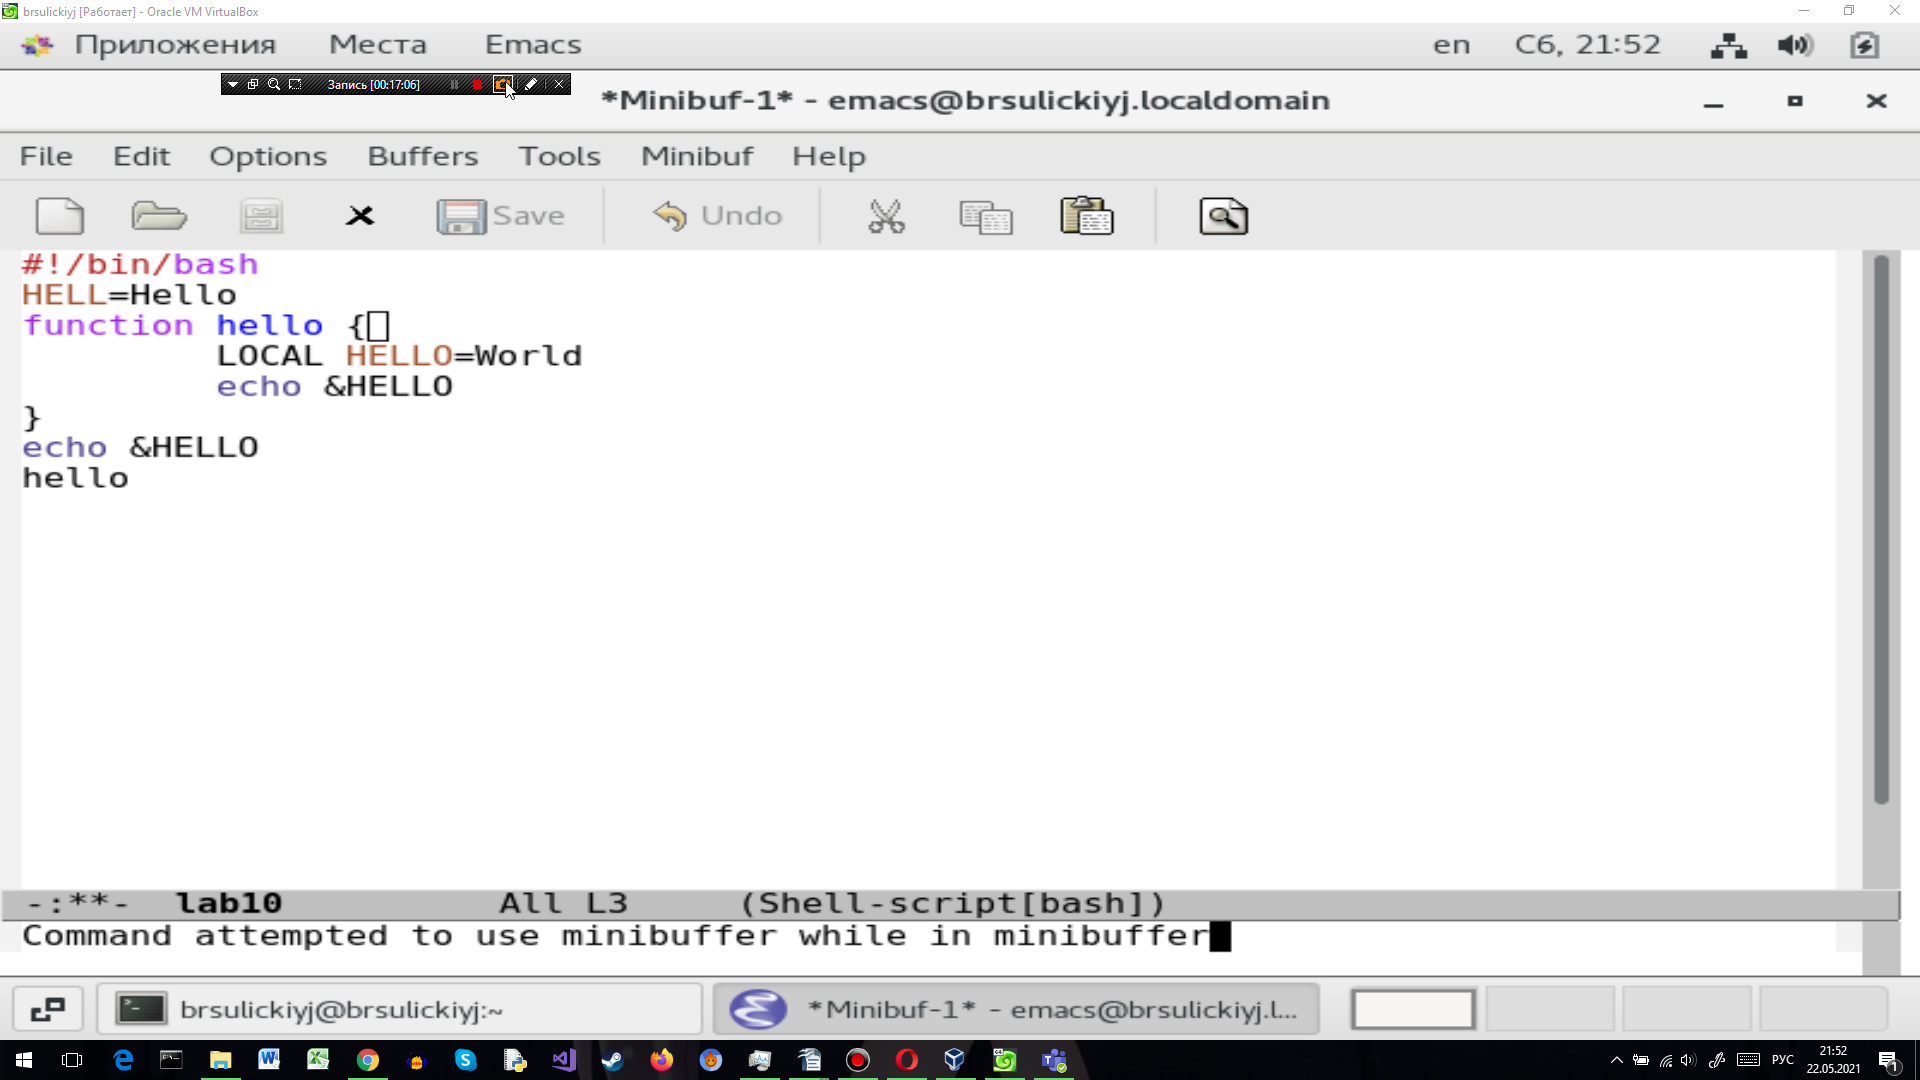 brsulickiyj [Работает] - Oracle VM VirtualBox
Приложения Места Emacs en Сб, 21:52
Запись [00:17:06]
*Minibuf-1* - emacs@brsulickiyj.localdomain
File Edit Options Buffers Tools Minibuf Help
Save Undo
#!/bin/bash
HELL=Hello
function hello {
LOCAL HELLO=World
echo &HELLO
}
echo &HELLO
hello
-:**- lab10 All L3 (Shell-script[bash])
Command attempted to use minibuffer while in minibuffer
brsulickiyj@brsulickiyj:~ *Minibuf-1* - emacs@brsulickiyj.l...
РУС 21:52
22.05.2021